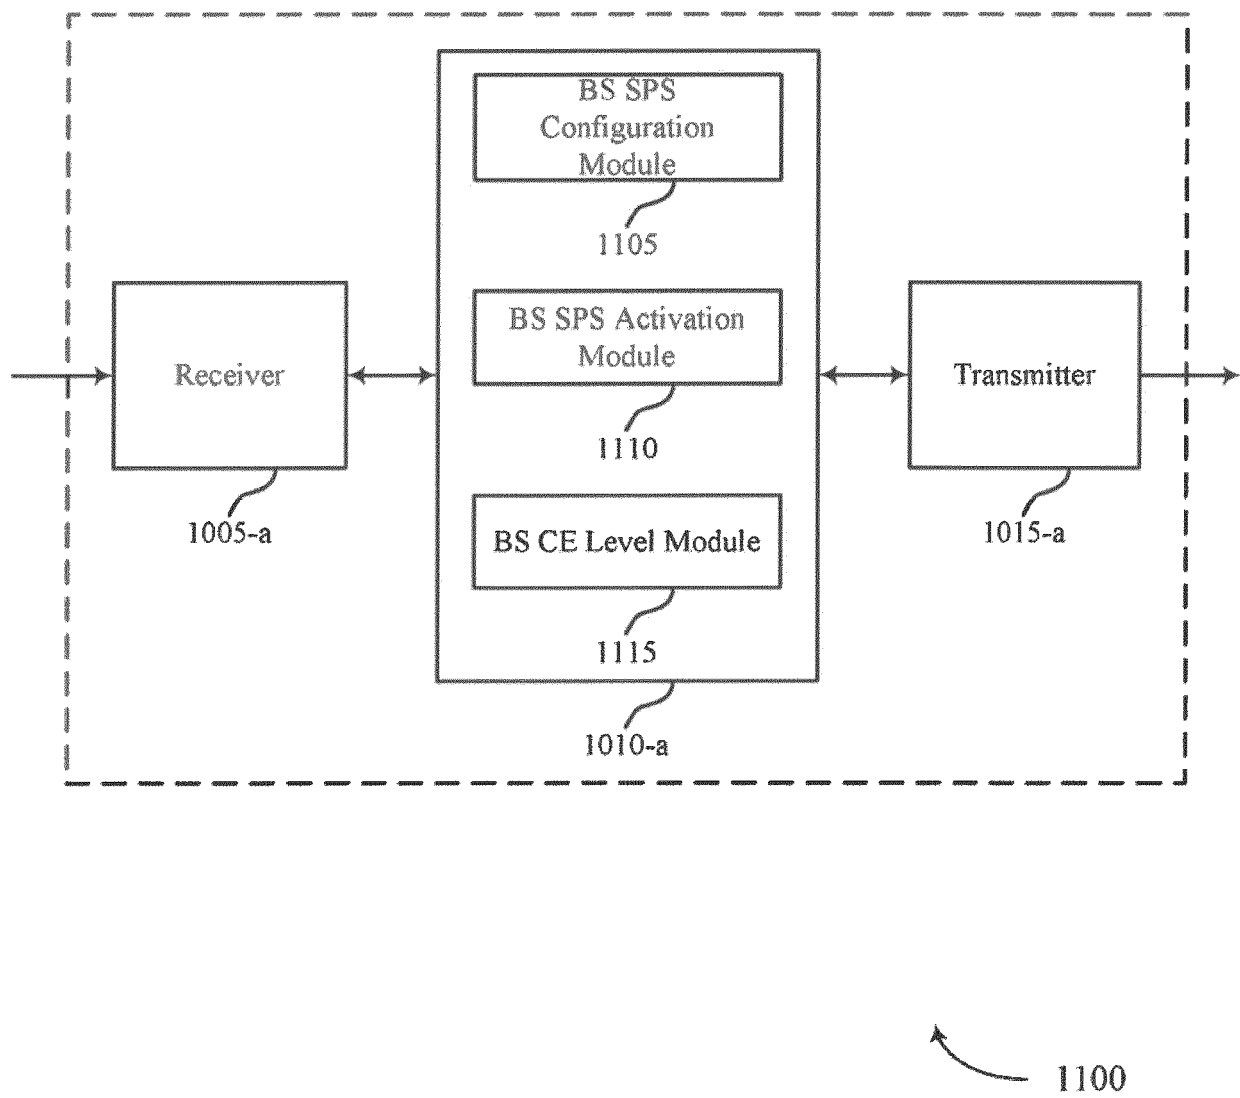 BS SPS
Configuration
Module
1105
BS SPS Activation
Module
1110
Receiver
1005-a
Transmitter
1015-a
BS CE Level Module
1115
1010-a
1100